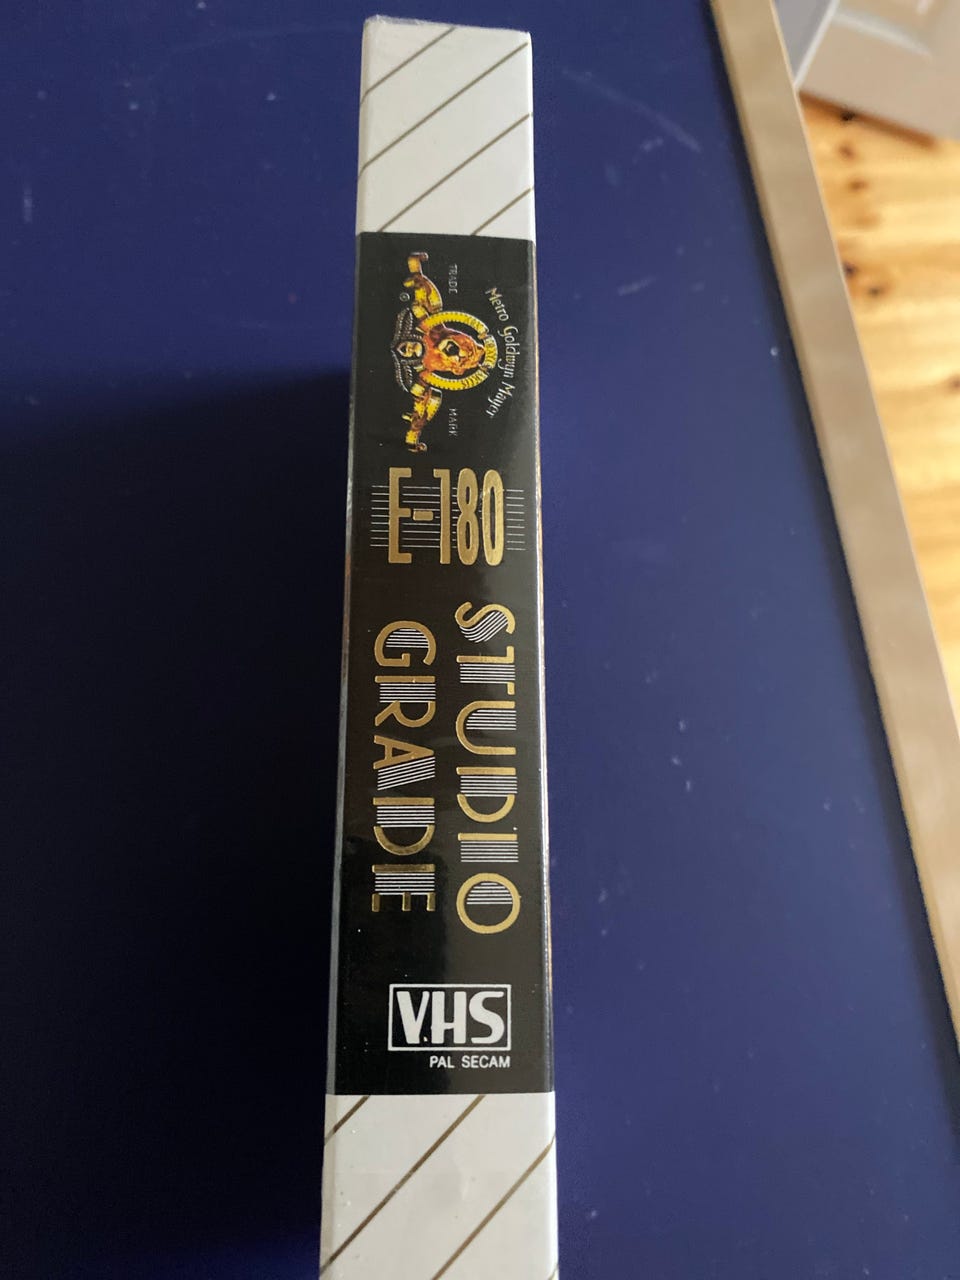 Metro Goldwyn Mayer
TRADE MARK
®
E-180
STUDIO
GRADE
VHS
PAL SECAM